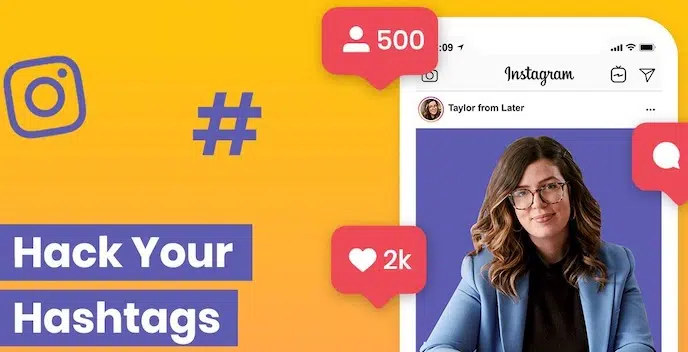 500
:09
Instagram
Taylor from Later
#
2k
Hack Your
Hashtags